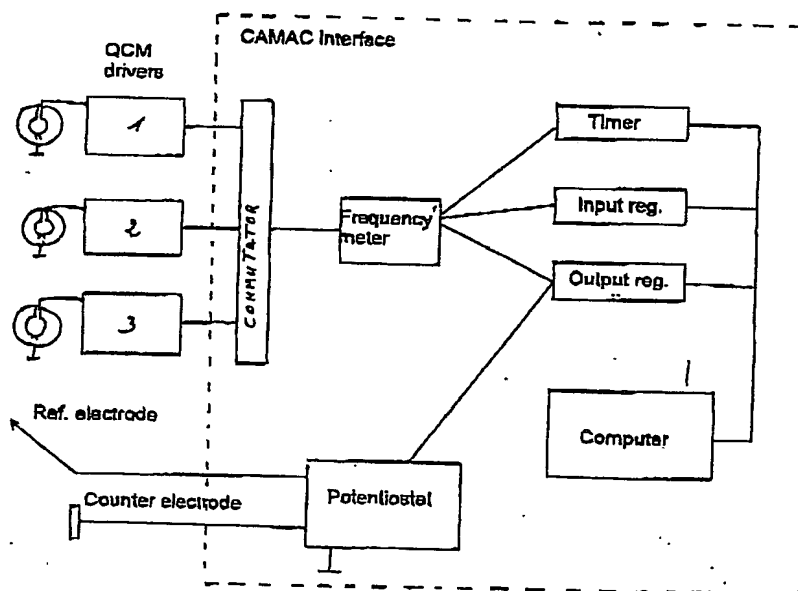 CAMAC Interface
QCM
drivers
1
2
3
COMMUTATOR
Frequency
meter
Timer
Input reg.
Output reg.
Computer
Ref. electrode
Counter electrode
Potentiostat